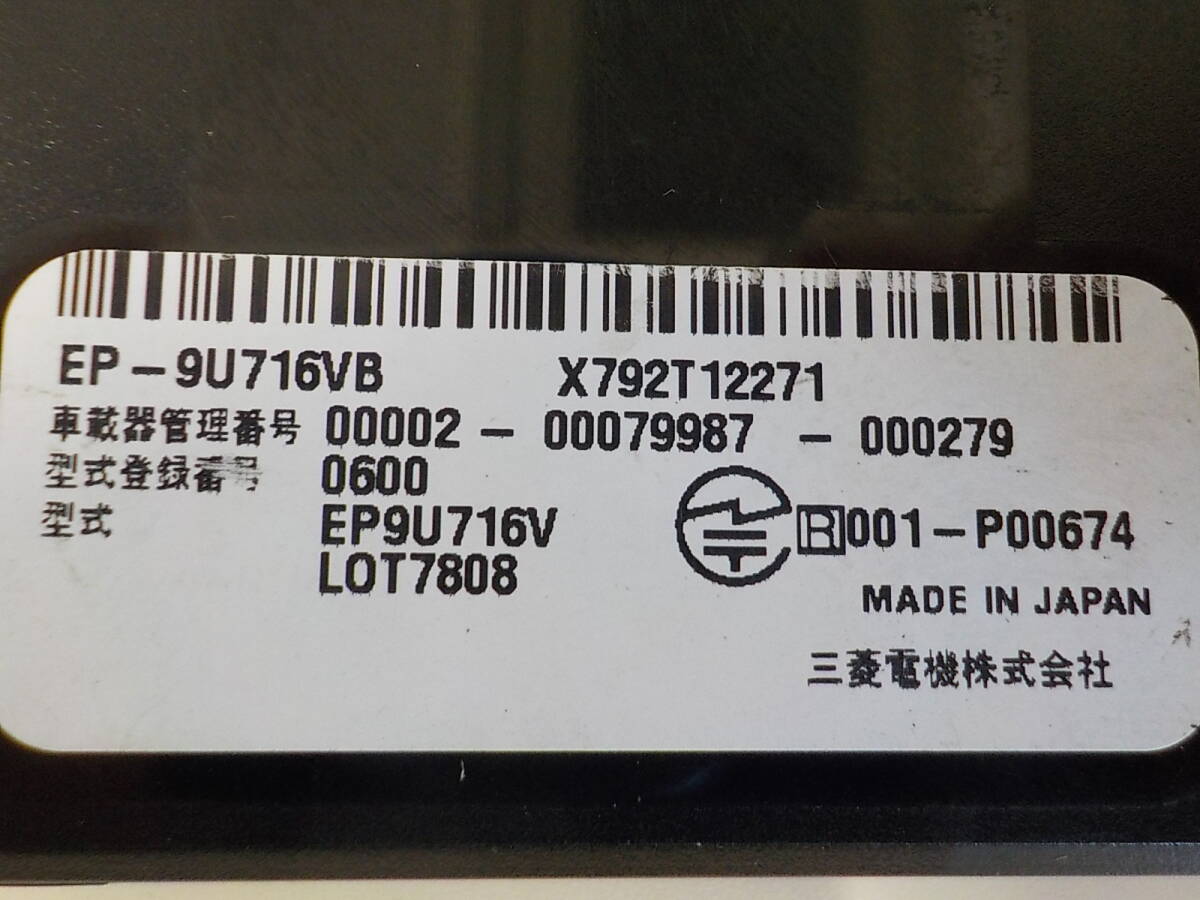 EP-9U716VB X792T12271
車載器管理番号 00002 - 00079987 - 000279
型式登録番号 0600
型式 EP9U716V
R 001-P00674
LOT7808
MADE IN JAPAN
三菱電機株式会社